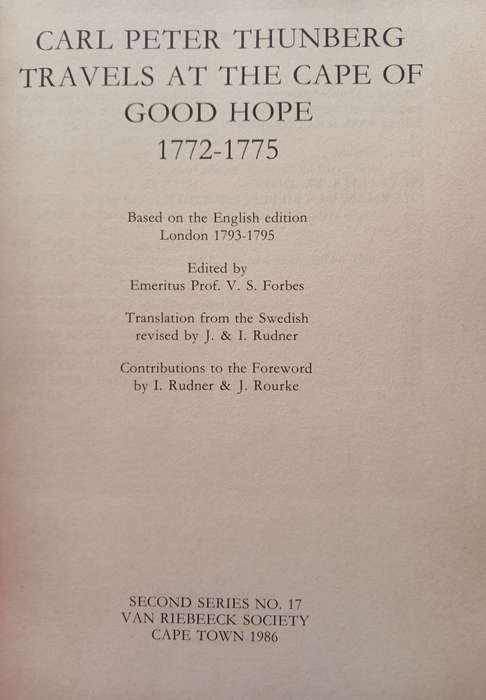 CARL PETER THUNBERG
TRAVELS AT THE CAPE OF
GOOD HOPE
1772-1775
Based on the English edition
London 1793-1795
Edited by
Emeritus Prof. V. S. Forbes
Translation from the Swedish
revised by J. & I. Rudner
Contributions to the Foreword
by I. Rudner & J. Rourke
SECOND SERIES NO. 17
VAN RIEBEECK SOCIETY
CAPE TOWN 1986